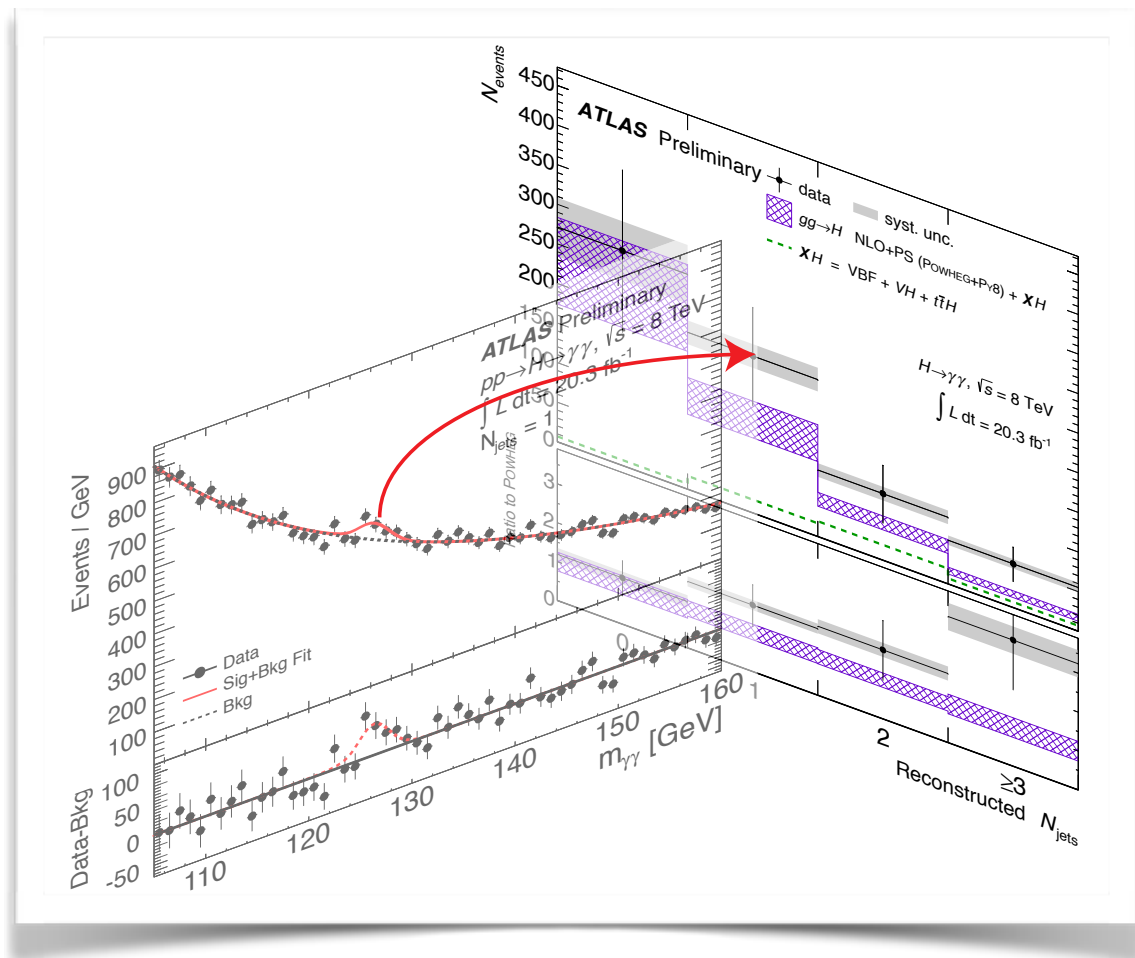 N_events
450
400
350
300
250
200
150
100
50
0
ATLAS Preliminary
data
syst. unc.
gg→H NLO+PS (POWHEG+PY8) + XH
XH = VBF + VH + tt̄H
H→γγ, √s = 8 TeV
∫ L dt = 20.3 fb⁻¹
Ratio to POWHEG
3
2
1
0
0
1
2
≥3
Reconstructed N_jets
ATLAS Preliminary
pp→H→γγ, √s = 8 TeV
∫ L dt = 20.3 fb⁻¹
N_jets = 1
Events / GeV
900
800
700
600
500
400
300
200
100
Data
Sig+Bkg Fit
Bkg
Data-Bkg
100
50
0
-50
110
120
130
140
150
160
m_γγ [GeV]